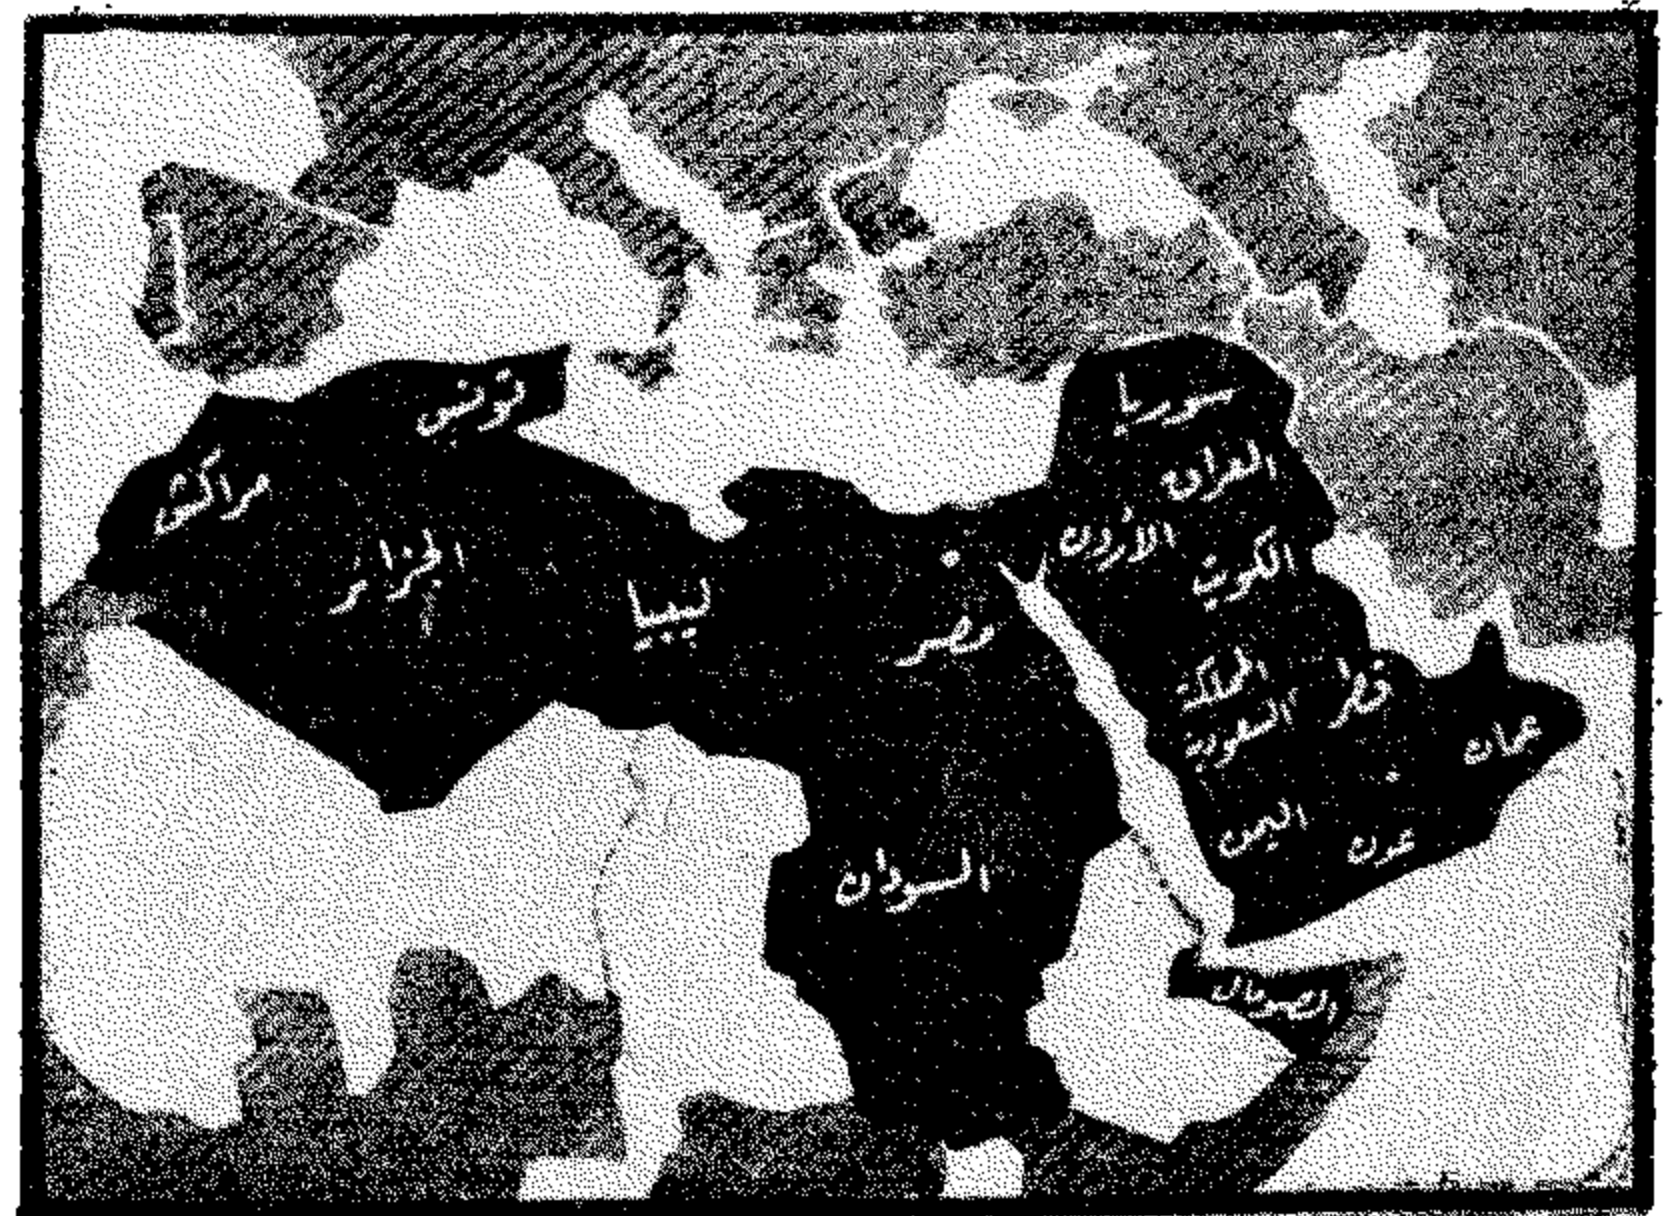 تونس
سوريا
مراكش
العراق
الجزائر
الأردن
الكويت
ليبيا
مصر
المملكة
السعودية
قطر
عمان
اليمن
عدن
السودان
الصومال